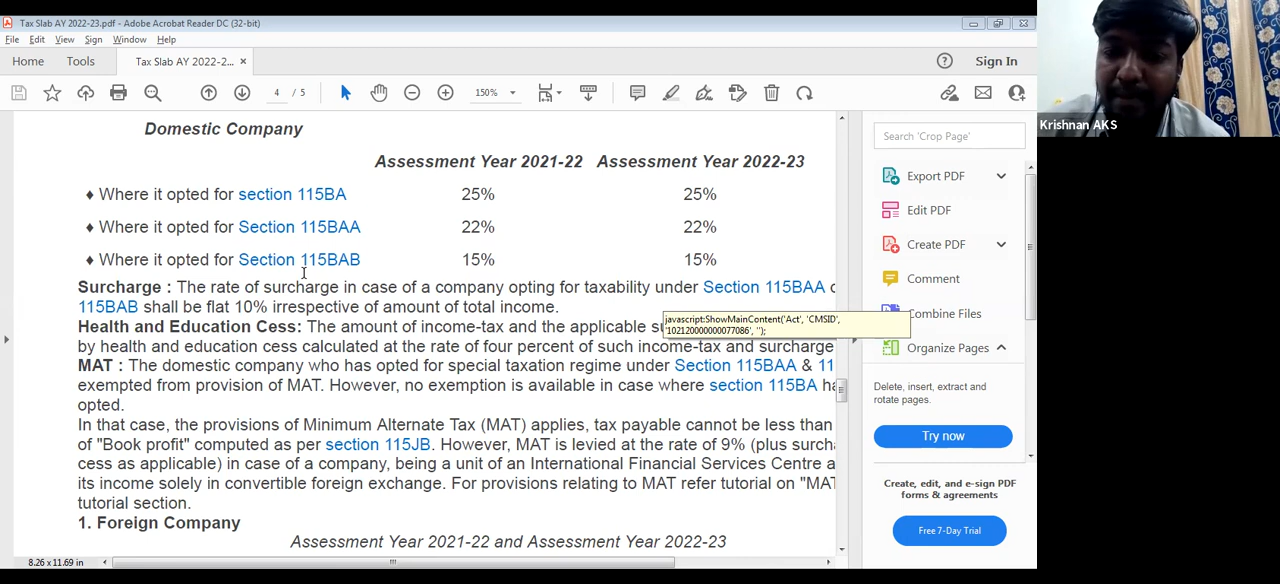 Tax Slab AY 2022-23.pdf - Adobe Acrobat Reader DC (32-bit)
File Edit View Sign Window Help
Home Tools Tax Slab AY 2022-2... × Sign In
4 / 5 150%
Domestic Company
Assessment Year 2021-22 Assessment Year 2022-23
♦ Where it opted for section 115BA 25% 25%
♦ Where it opted for Section 115BAA 22% 22%
♦ Where it opted for Section 115BAB 15% 15%
Surcharge : The rate of surcharge in case of a company opting for taxability under Section 115BAA
115BAB shall be flat 10% irrespective of amount of total income.
Health and Education Cess: The amount of income-tax and the applicable
by health and education cess calculated at the rate of four percent of such income-tax and surcharge
MAT : The domestic company who has opted for special taxation regime under Section 115BAA & 11
exempted from provision of MAT. However, no exemption is available in case where section 115BA ha
opted.
In that case, the provisions of Minimum Alternate Tax (MAT) applies, tax payable cannot be less than
of "Book profit" computed as per section 115JB. However, MAT is levied at the rate of 9% (plus surch
cess as applicable) in case of a company, being a unit of an International Financial Services Centre a
its income solely in convertible foreign exchange. For provisions relating to MAT refer tutorial on "MAT
tutorial section.
1. Foreign Company
Assessment Year 2021-22 and Assessment Year 2022-23
javascript:ShowMainContent('Act', 'CMSID',
'102120000000077086', '');
8.26 x 11.69 in
Search 'Crop Page'
Export PDF
Edit PDF
Create PDF
Comment
Combine Files
Organize Pages
Delete, insert, extract and
rotate pages.
Try now
Create, edit, and e-sign PDF
forms & agreements
Free 7-Day Trial
Krishnan AKS